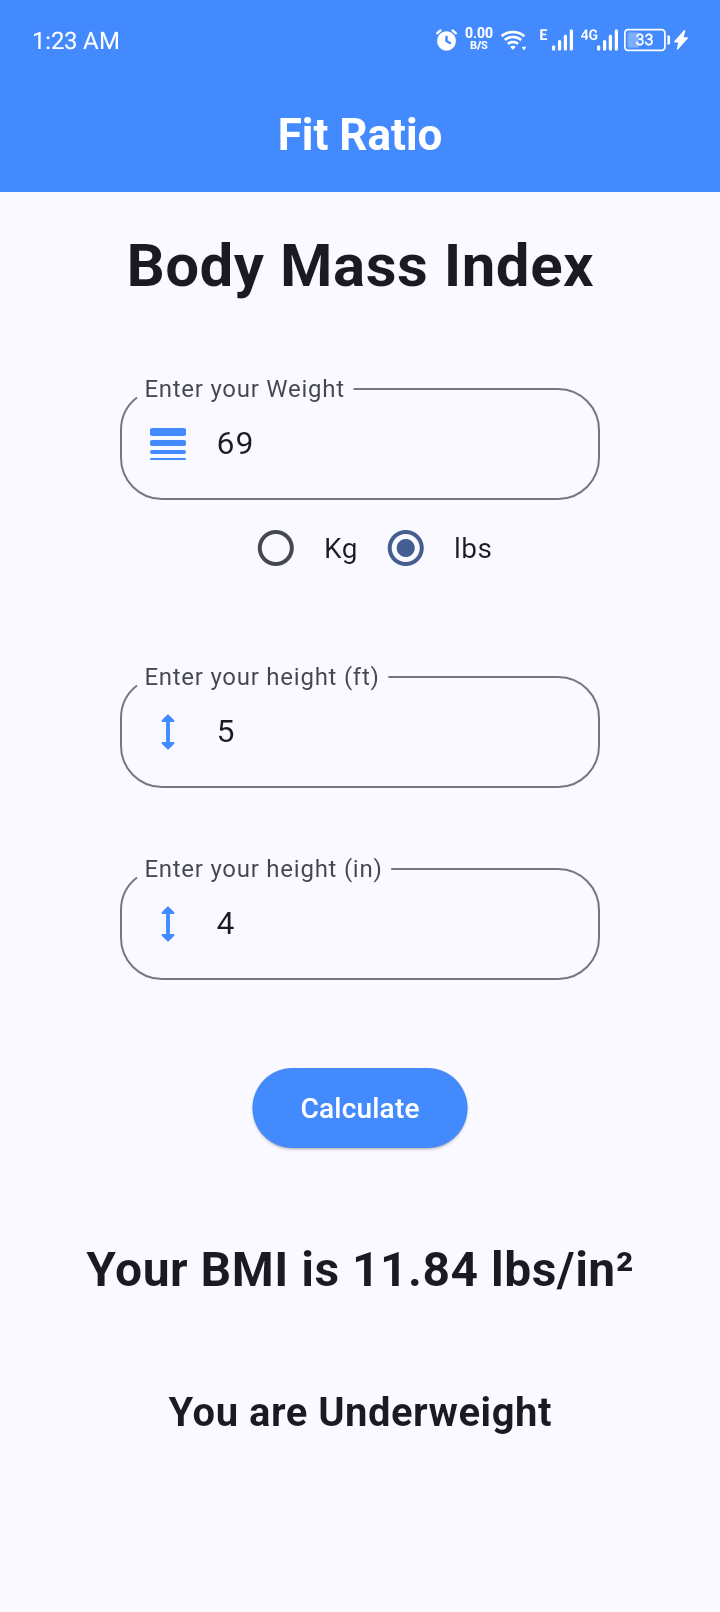 1:23 AM 0.00 B/S E 4G 33
Fit Ratio
Body Mass Index
Enter your Weight
69
Kg lbs
Enter your height (ft)
5
Enter your height (in)
4
Calculate
Your BMI is 11.84 lbs/in²
You are Underweight